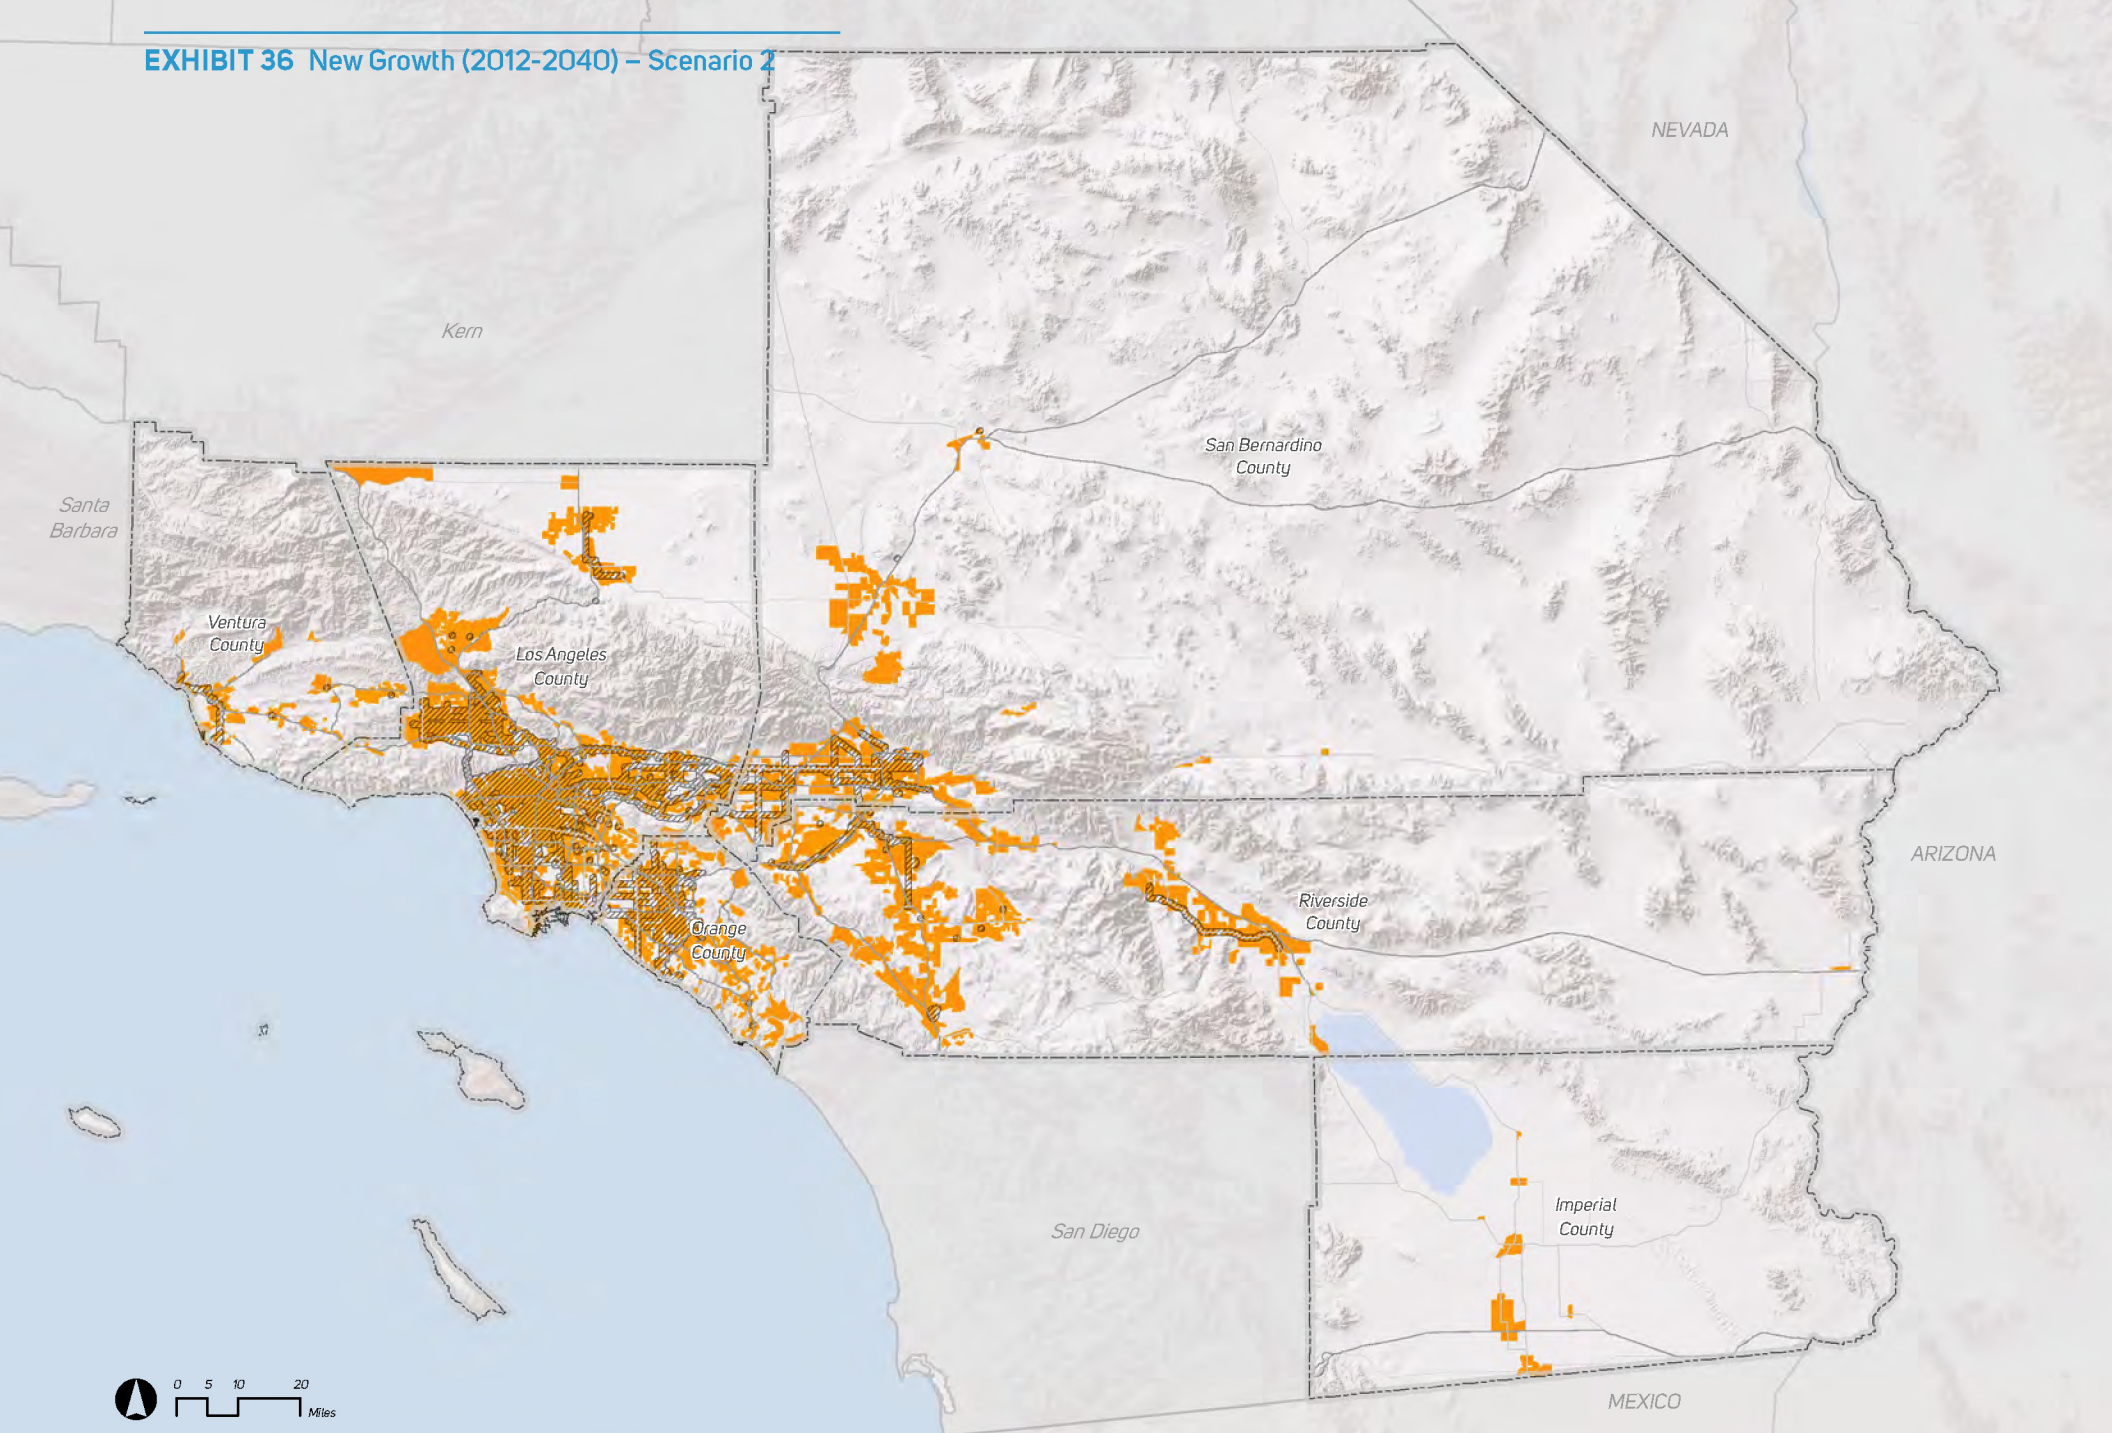 EXHIBIT 36 New Growth (2012-2040) – Scenario 2
NEVADA
Kern
San Bernardino
County
Santa
Barbara
Ventura
County
Los Angeles
County
ARIZONA
Riverside
County
Orange
County
Imperial
County
San Diego
0 5 10 20
Miles
MEXICO